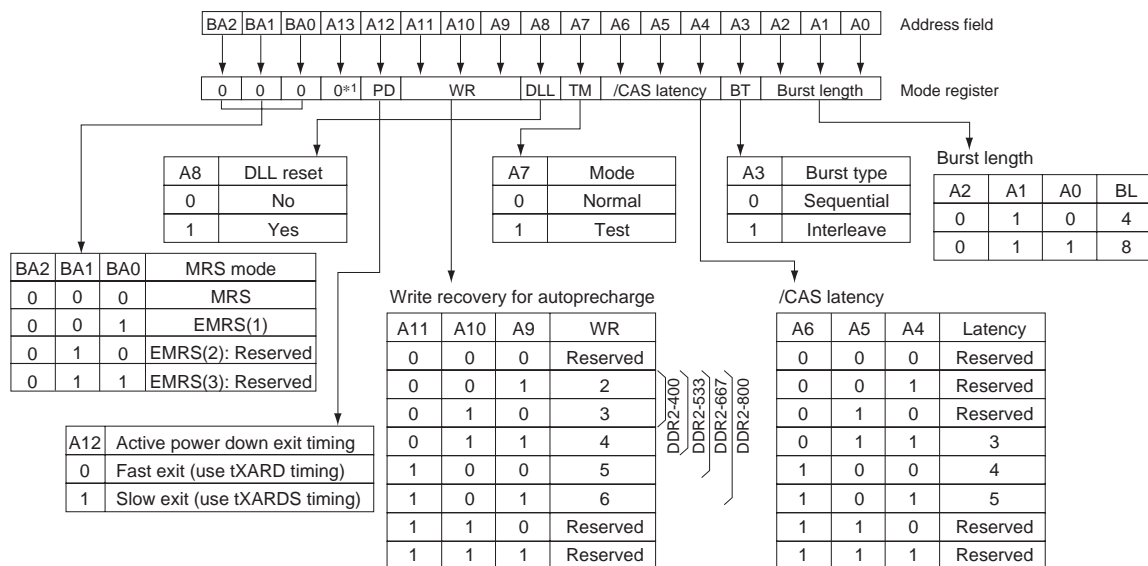 BA2 BA1 BA0 A13 A12 A11 A10 A9 A8 A7 A6 A5 A4 A3 A2 A1 A0 Address field
0 0 0 0*1 PD WR DLL TM /CAS latency BT Burst length Mode register
A8 DLL reset
0 No
1 Yes
A7 Mode
0 Normal
1 Test
A3 Burst type
0 Sequential
1 Interleave
Burst length
A2 A1 A0 BL
0 1 0 4
0 1 1 8
BA2 BA1 BA0 MRS mode
0 0 0 MRS
0 0 1 EMRS(1)
0 1 0 EMRS(2): Reserved
0 1 1 EMRS(3): Reserved
A12 Active power down exit timing
0 Fast exit (use tXARD timing)
1 Slow exit (use tXARDS timing)
Write recovery for autoprecharge
A11 A10 A9 WR
0 0 0 Reserved
0 0 1 2
0 1 0 3
0 1 1 4
1 0 0 5
1 0 1 6
1 1 0 Reserved
1 1 1 Reserved
DDR2-400
DDR2-533
DDR2-667
DDR2-800
/CAS latency
A6 A5 A4 Latency
0 0 0 Reserved
0 0 1 Reserved
0 1 0 Reserved
0 1 1 3
1 0 0 4
1 0 1 5
1 1 0 Reserved
1 1 1 Reserved